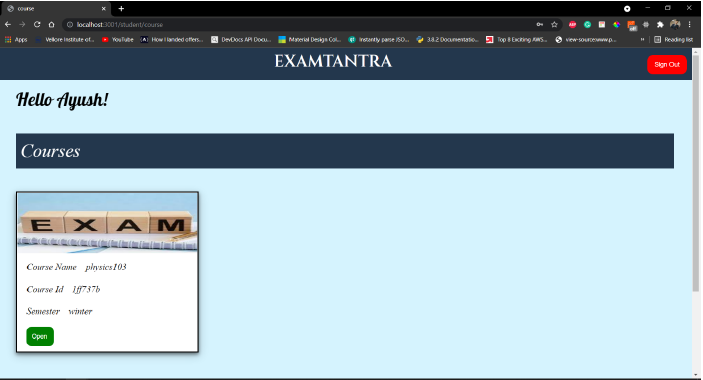 course
localhost:3001/student/course
Apps
Vellore Institute of...
YouTube
How I landed offers...
DevDocs API Docu...
Material Design Col...
Instantly parse JSO...
3.8.2 Documentatio...
Top 8 Exciting AWS...
view-source:www.p...
Reading list
EXAMTANTRA
Sign Out
Hello Ayush!
Courses
EXAM
Course Name physics103
Course Id 1ff737b
Semester winter
Open